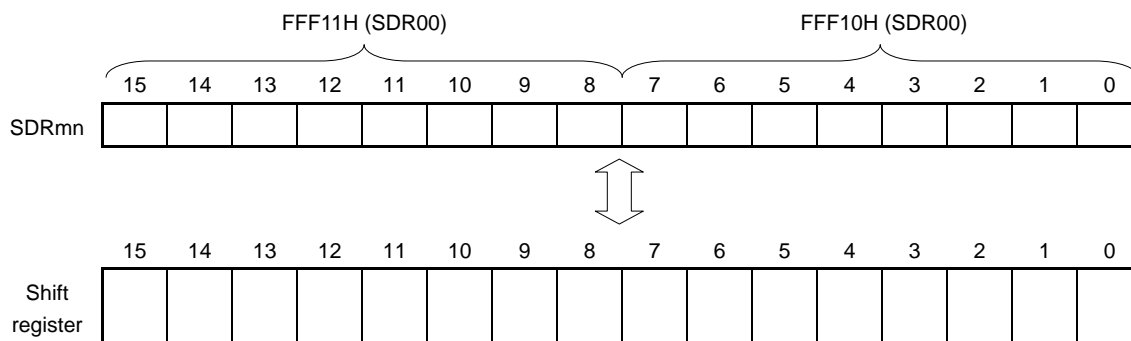 FFF11H (SDR00) FFF10H (SDR00)
15 14 13 12 11 10 9 8 7 6 5 4 3 2 1 0
SDRmn
15 14 13 12 11 10 9 8 7 6 5 4 3 2 1 0
Shift
register